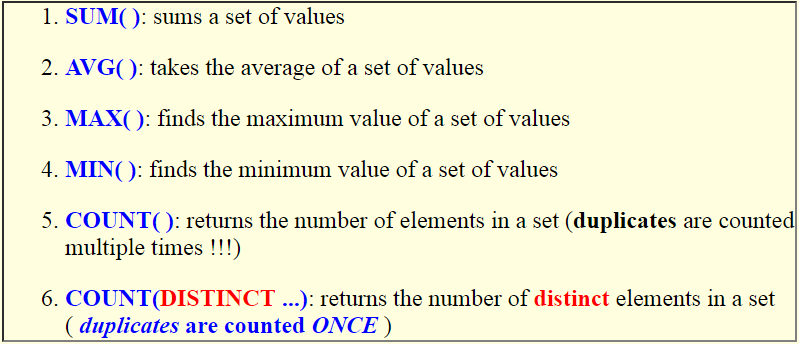 1. SUM( ): sums a set of values
2. AVG( ): takes the average of a set of values
3. MAX( ): finds the maximum value of a set of values
4. MIN( ): finds the minimum value of a set of values
5. COUNT( ): returns the number of elements in a set (duplicates are counted
multiple times !!!)
6. COUNT(DISTINCT ...): returns the number of distinct elements in a set
( duplicates are counted ONCE )